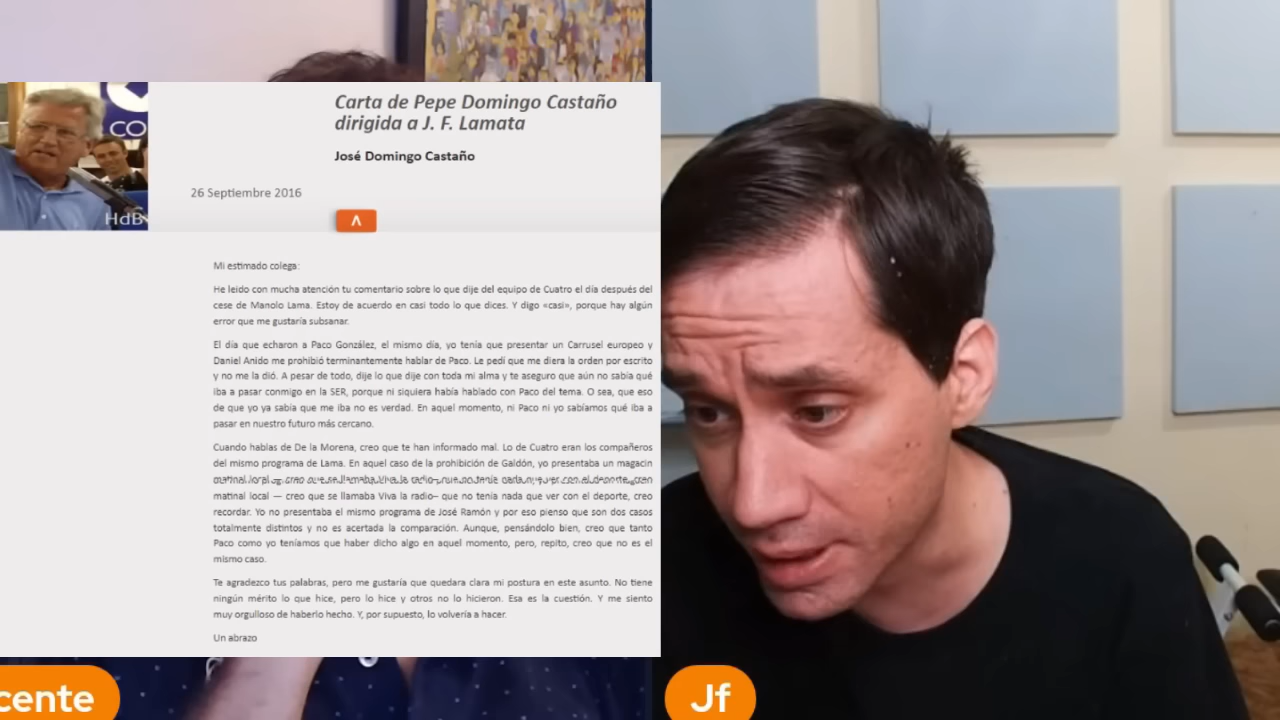 Carta de Pepe Domingo Castaño
dirigida a J. F. Lamata
José Domingo Castaño
26 Septiembre 2016
CO
HdB
Mi estimado colega:
He leído con mucha atención tu comentario sobre lo que dije del equipo de Cuatro el día después del
cese de Manolo Lama. Estoy de acuerdo en casi todo lo que dices. Y digo «casi», porque hay algún
error que me gustaría subsanar.
El día que echaron a Paco González, el mismo día, yo tenía que presentar un Carrusel europeo y
Daniel Anido me prohibió terminantemente hablar de Paco. Le pedí que me diera la orden por escrito
y no me la dió. A pesar de todo, dije lo que dije con toda mi alma y te aseguro que aún no sabía qué
iba a pasar conmigo en la SER, porque ni siquiera había hablado con Paco del tema. O sea, que eso
de que yo ya sabía que me iba no es verdad. En aquel momento, ni Paco ni yo sabíamos qué iba a
pasar en nuestro futuro más cercano.
Cuando hablas de De la Morena, creo que te han informado mal. Lo de Cuatro eran los compañeros
del mismo programa de Lama. En aquel caso de la prohibición de Galdón, yo presentaba un magacín
matinal local — creo que se llamaba Viva la radio– que no tenía nada que ver con el deporte, creo
recordar. Yo no presentaba el mismo programa de José Ramón y por eso pienso que son dos casos
totalmente distintos y no es acertada la comparación. Aunque, pensándolo bien, creo que tanto
Paco como yo teníamos que haber dicho algo en aquel momento, pero, repito, creo que no es el
mismo caso.
Te agradezco tus palabras, pero me gustaría que quedara clara mi postura en este asunto. No tiene
ningún mérito lo que hice, pero lo hice y otros no lo hicieron. Esa es la cuestión. Y me siento
muy orgulloso de haberlo hecho. Y, por supuesto, lo volvería a hacer.
Un abrazo
cente
Jf